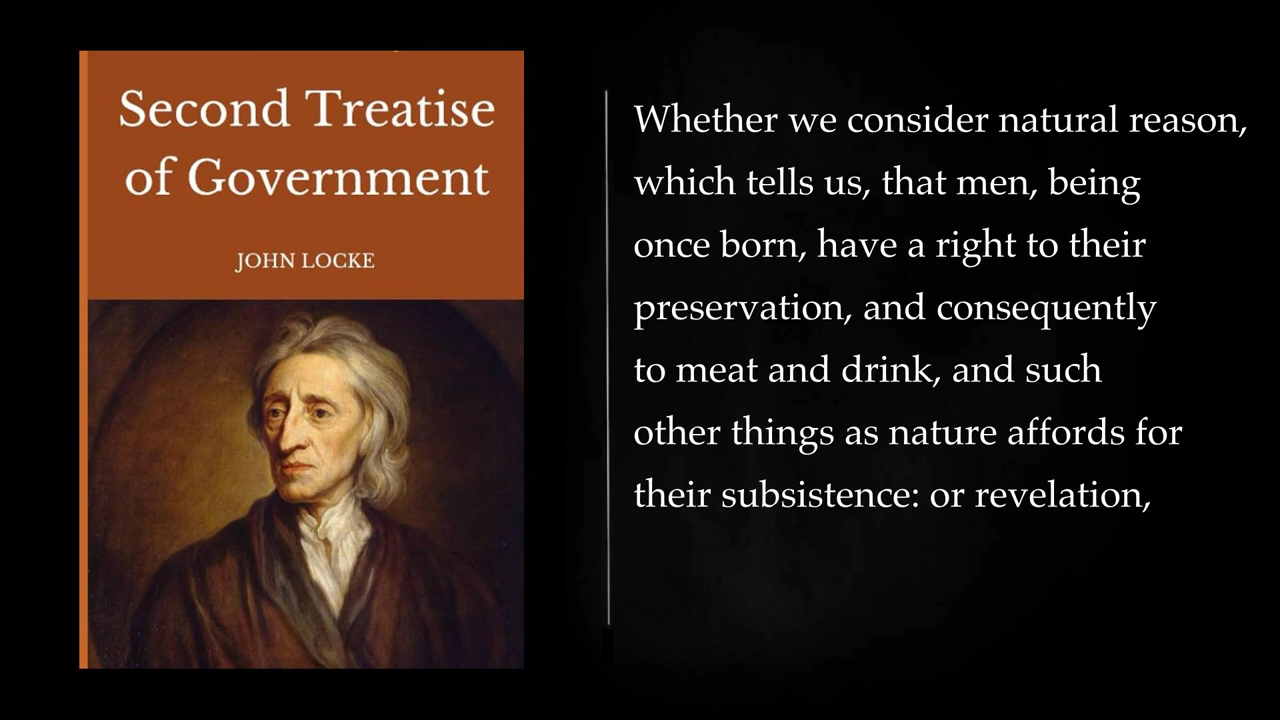 Second Treatise
of Government
JOHN LOCKE
Whether we consider natural reason,
which tells us, that men, being
once born, have a right to their
preservation, and consequently
to meat and drink, and such
other things as nature affords for
their subsistence: or revelation,